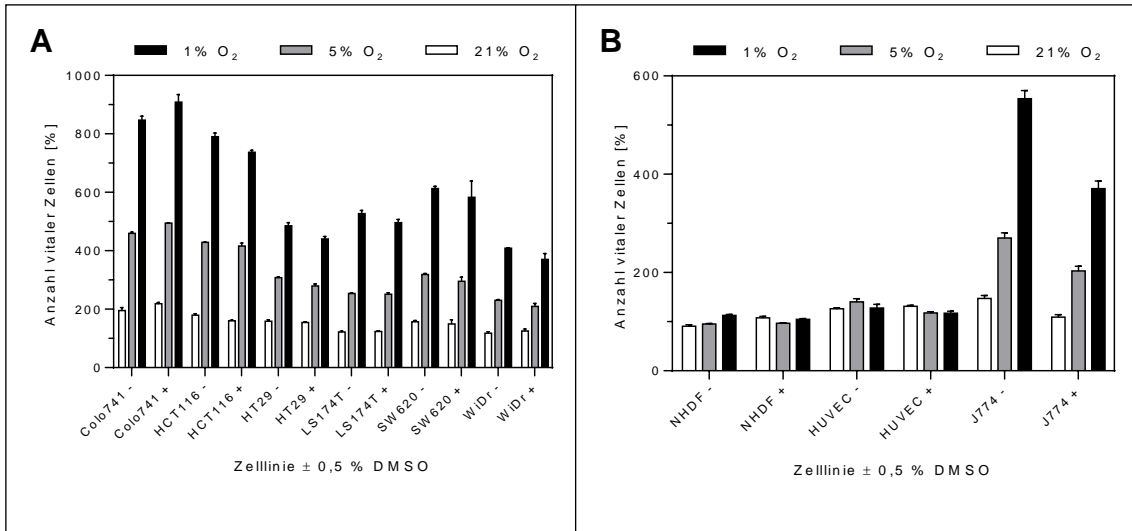 A
1% O₂ 5% O₂ 21% O₂
Anzahl vitaler Zellen [%]
1000
800
600
400
200
0
Colo741 -
Colo741 +
HCT116 -
HCT116 +
HT29 -
HT29 +
LS174T -
LS174T +
SW620 -
SW620 +
WiDr -
WiDr +
Zelllinie ± 0,5 % DMSO
B
1% O₂ 5% O₂ 21% O₂
Anzahl vitaler Zellen [%]
600
400
200
0
NHDF -
NHDF +
HUVEC -
HUVEC +
J774 -
J774 +
Zelllinie ± 0,5 % DMSO